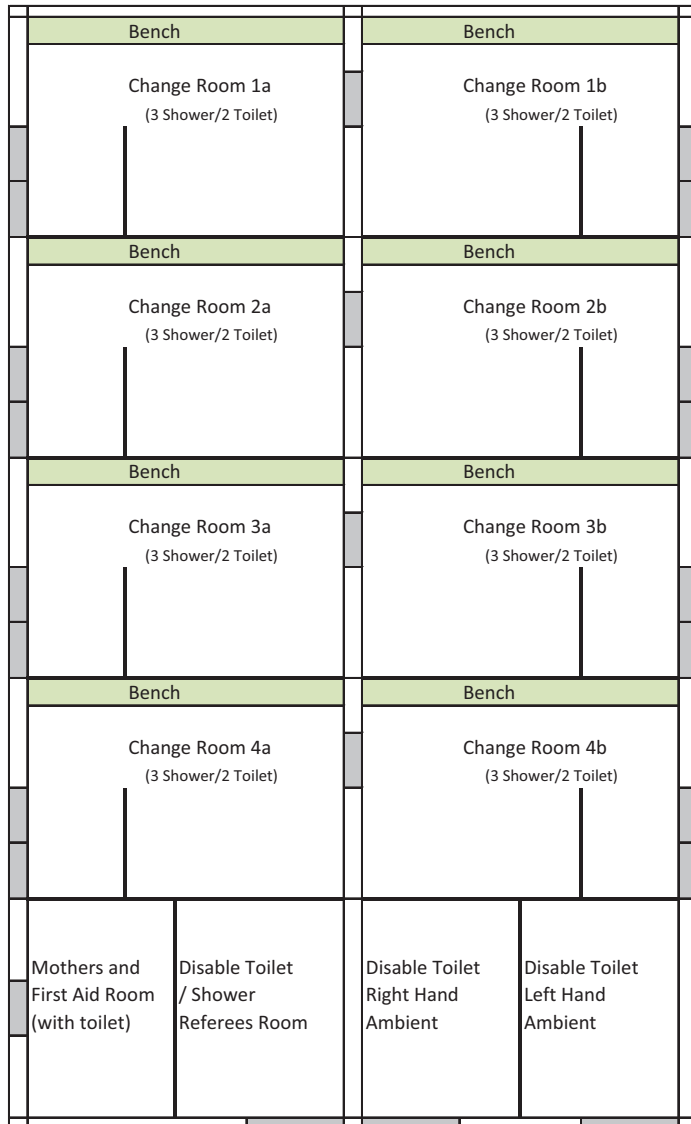 Bench
Bench
Change Room 1a
(3 Shower/2 Toilet)
Change Room 1b
(3 Shower/2 Toilet)
Bench
Bench
Change Room 2a
(3 Shower/2 Toilet)
Change Room 2b
(3 Shower/2 Toilet)
Bench
Bench
Change Room 3a
(3 Shower/2 Toilet)
Change Room 3b
(3 Shower/2 Toilet)
Bench
Bench
Change Room 4a
(3 Shower/2 Toilet)
Change Room 4b
(3 Shower/2 Toilet)
Mothers and
First Aid Room
(with toilet)
Disable Toilet
/ Shower
Referees Room
Disable Toilet
Right Hand
Ambient
Disable Toilet
Left Hand
Ambient